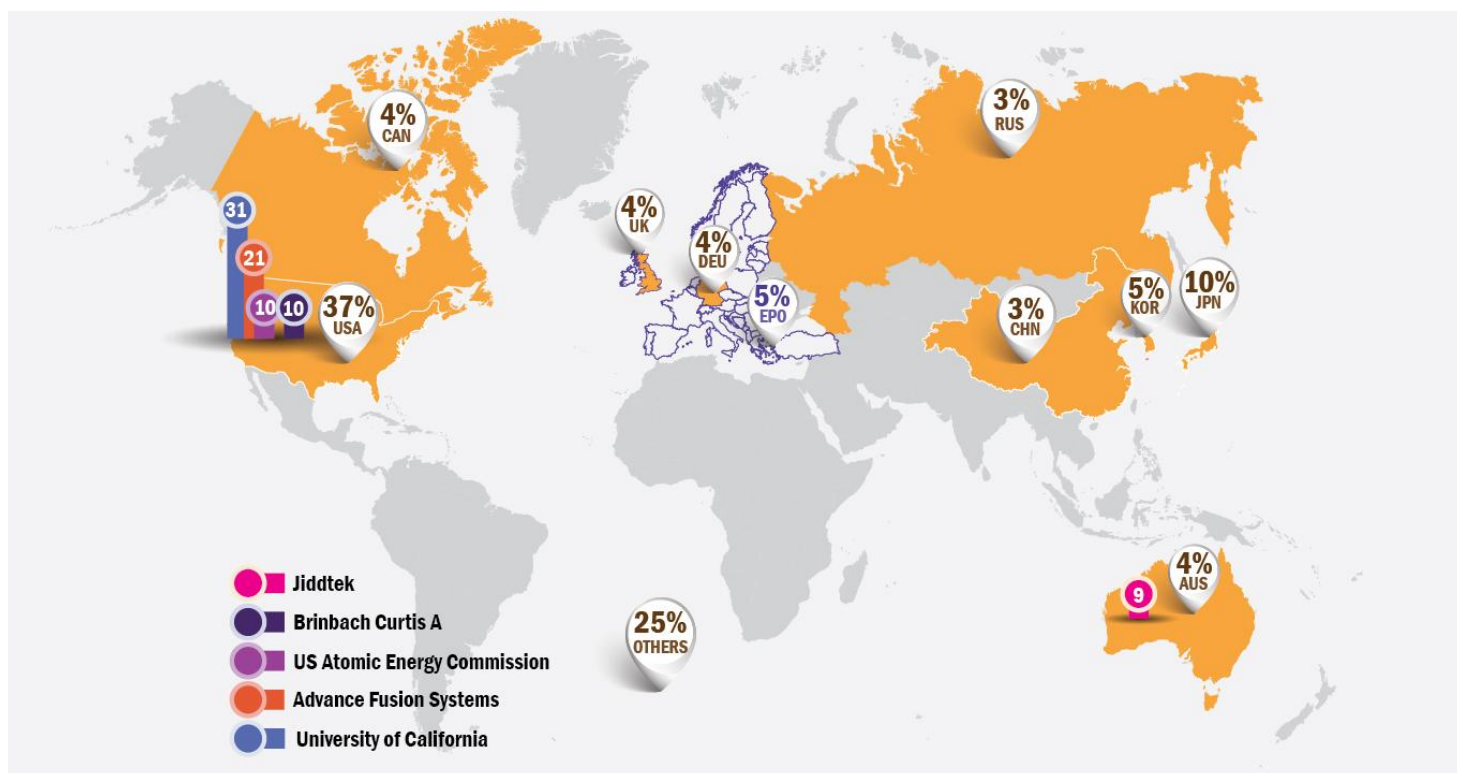 4%
CAN
3%
RUS
4%
UK
4%
DEU
31
21
10
10
37%
USA
5%
EPO
3%
CHN
5%
KOR
10%
JPN
4%
AUS
9
Jiddtek
Brinbach Curtis A
US Atomic Energy Commission
Advance Fusion Systems
University of California
25%
OTHERS